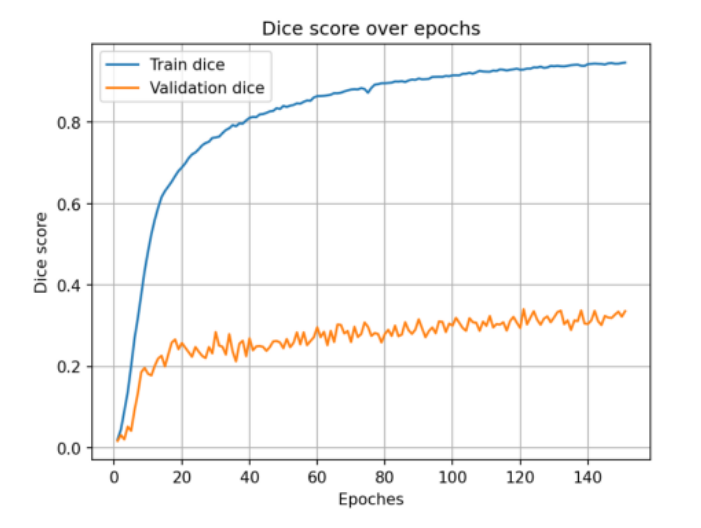 Dice score over epochs
Train dice
Validation dice
0.8
0.6
0.4
0.2
0.0
Dice score
0 20 40 60 80 100 120 140
Epoches